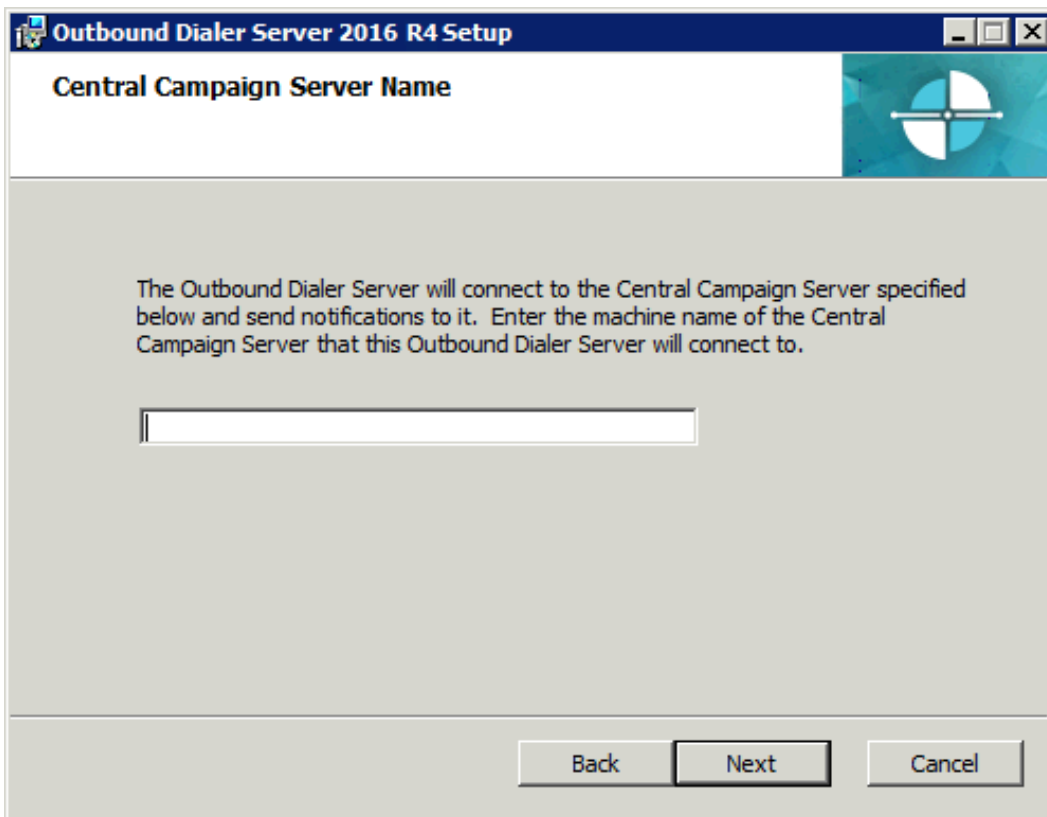 Outbound Dialer Server 2016 R4 Setup
Central Campaign Server Name
The Outbound Dialer Server will connect to the Central Campaign Server specified
below and send notifications to it.  Enter the machine name of the Central
Campaign Server that this Outbound Dialer Server will connect to.
Back Next Cancel